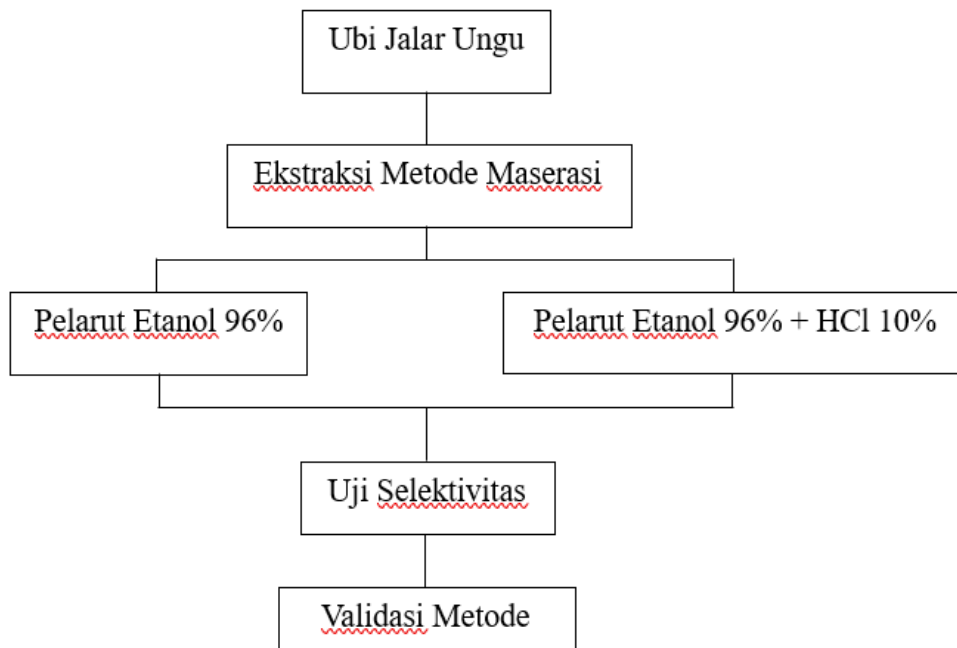 Ubi Jalar Ungu
Ekstraksi Metode Maserasi
Pelarut Etanol 96%
Pelarut Etanol 96% + HCl 10%
Uji Selektivitas
Validasi Metode